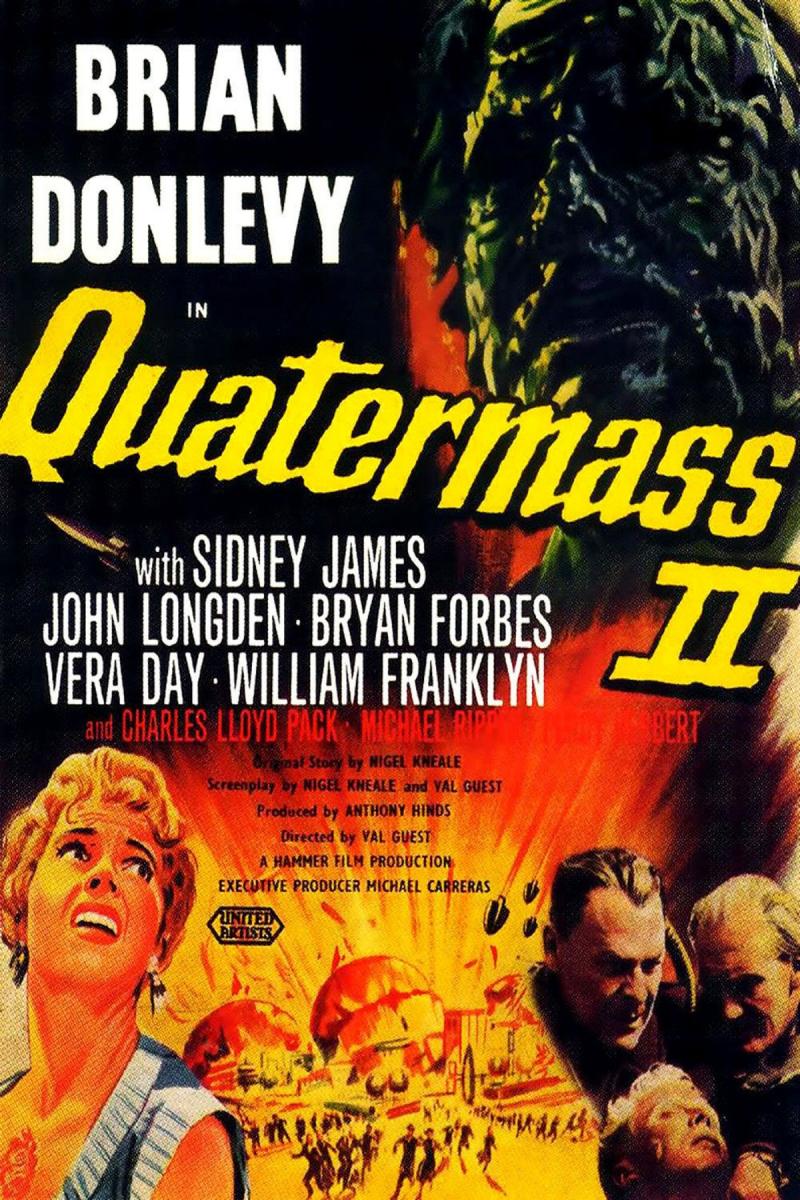 BRIAN
DONLEVY
IN
Quatermass
II
with SIDNEY JAMES
JOHN LONGDEN · BRYAN FORBES
VERA DAY · WILLIAM FRANKLYN
and CHARLES LLOYD PACK · MICHAEL
Original Story by NIGEL KNEALE
Screenplay by NIGEL KNEALE and VAL GUEST
Produced by ANTHONY HINDS
Directed by VAL GUEST
A HAMMER FILM PRODUCTION
EXECUTIVE PRODUCER MICHAEL CARRERAS
UNITED
ARTISTS